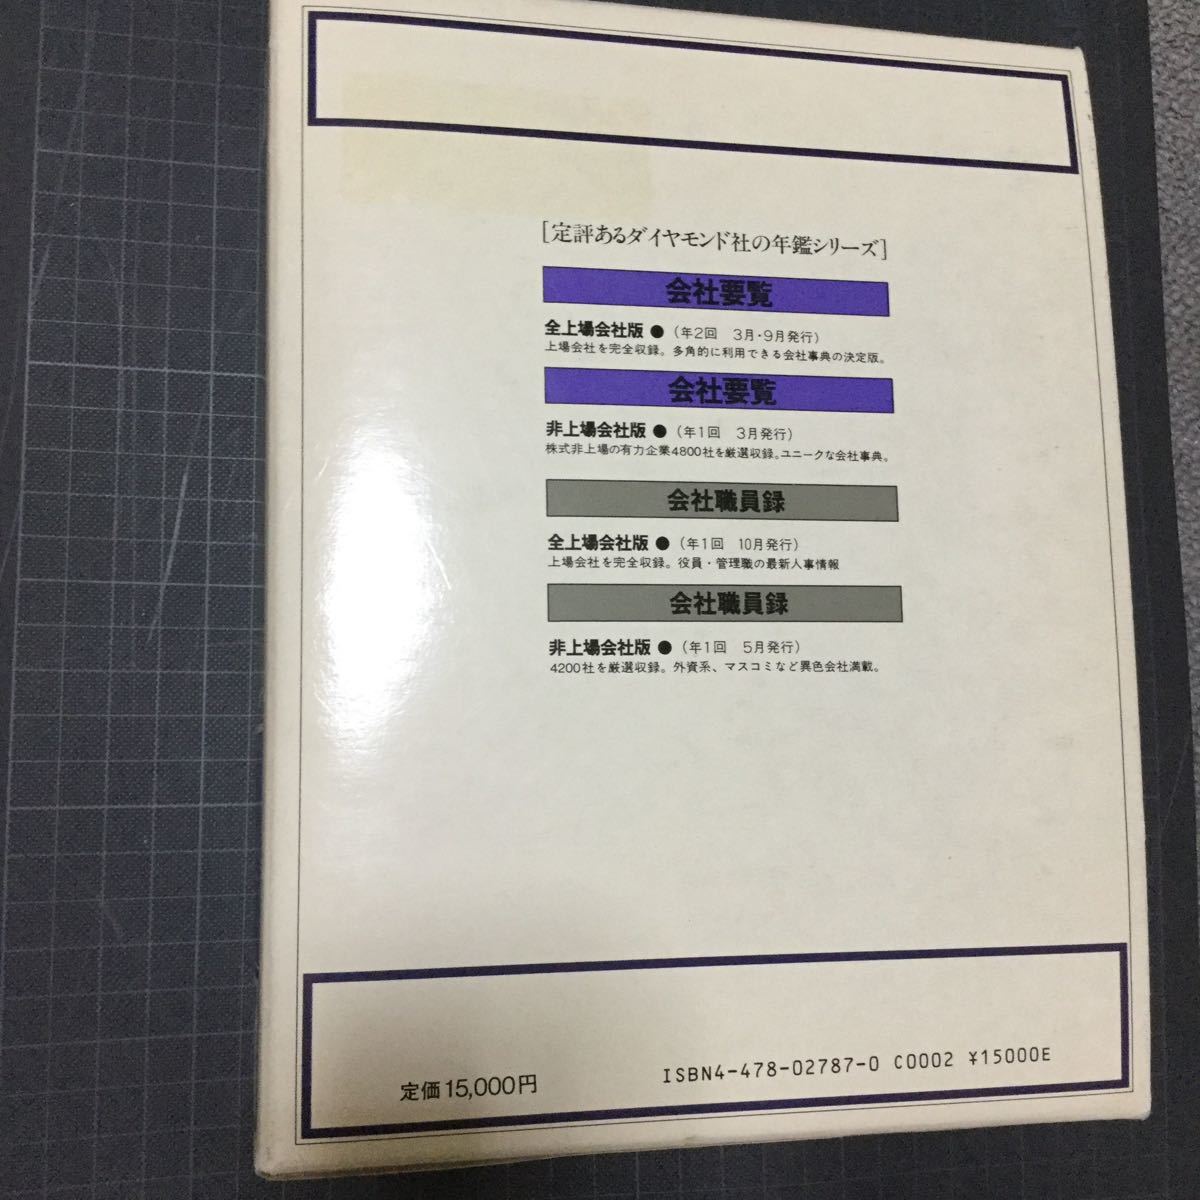 [定評あるダイヤモンド社の年鑑シリーズ]
会社要覧
全上場会社版 ● (年2回 3月・9月発行)
上場会社を完全収録。多角的に利用できる会社事典の決定版。
会社要覧
非上場会社版 ● (年1回 3月発行)
株式非上場の有力企業4800社を厳選収録。ユニークな会社事典。
会社職員録
全上場会社版 ● (年1回 10月発行)
上場会社を完全収録。役員・管理職の最新人事情報
会社職員録
非上場会社版 ● (年1回 5月発行)
4200社を厳選収録。外資系、マスコミなど異色会社満載。
定価15,000円
ISBN4-478-02787-0 C0002 ¥15000E